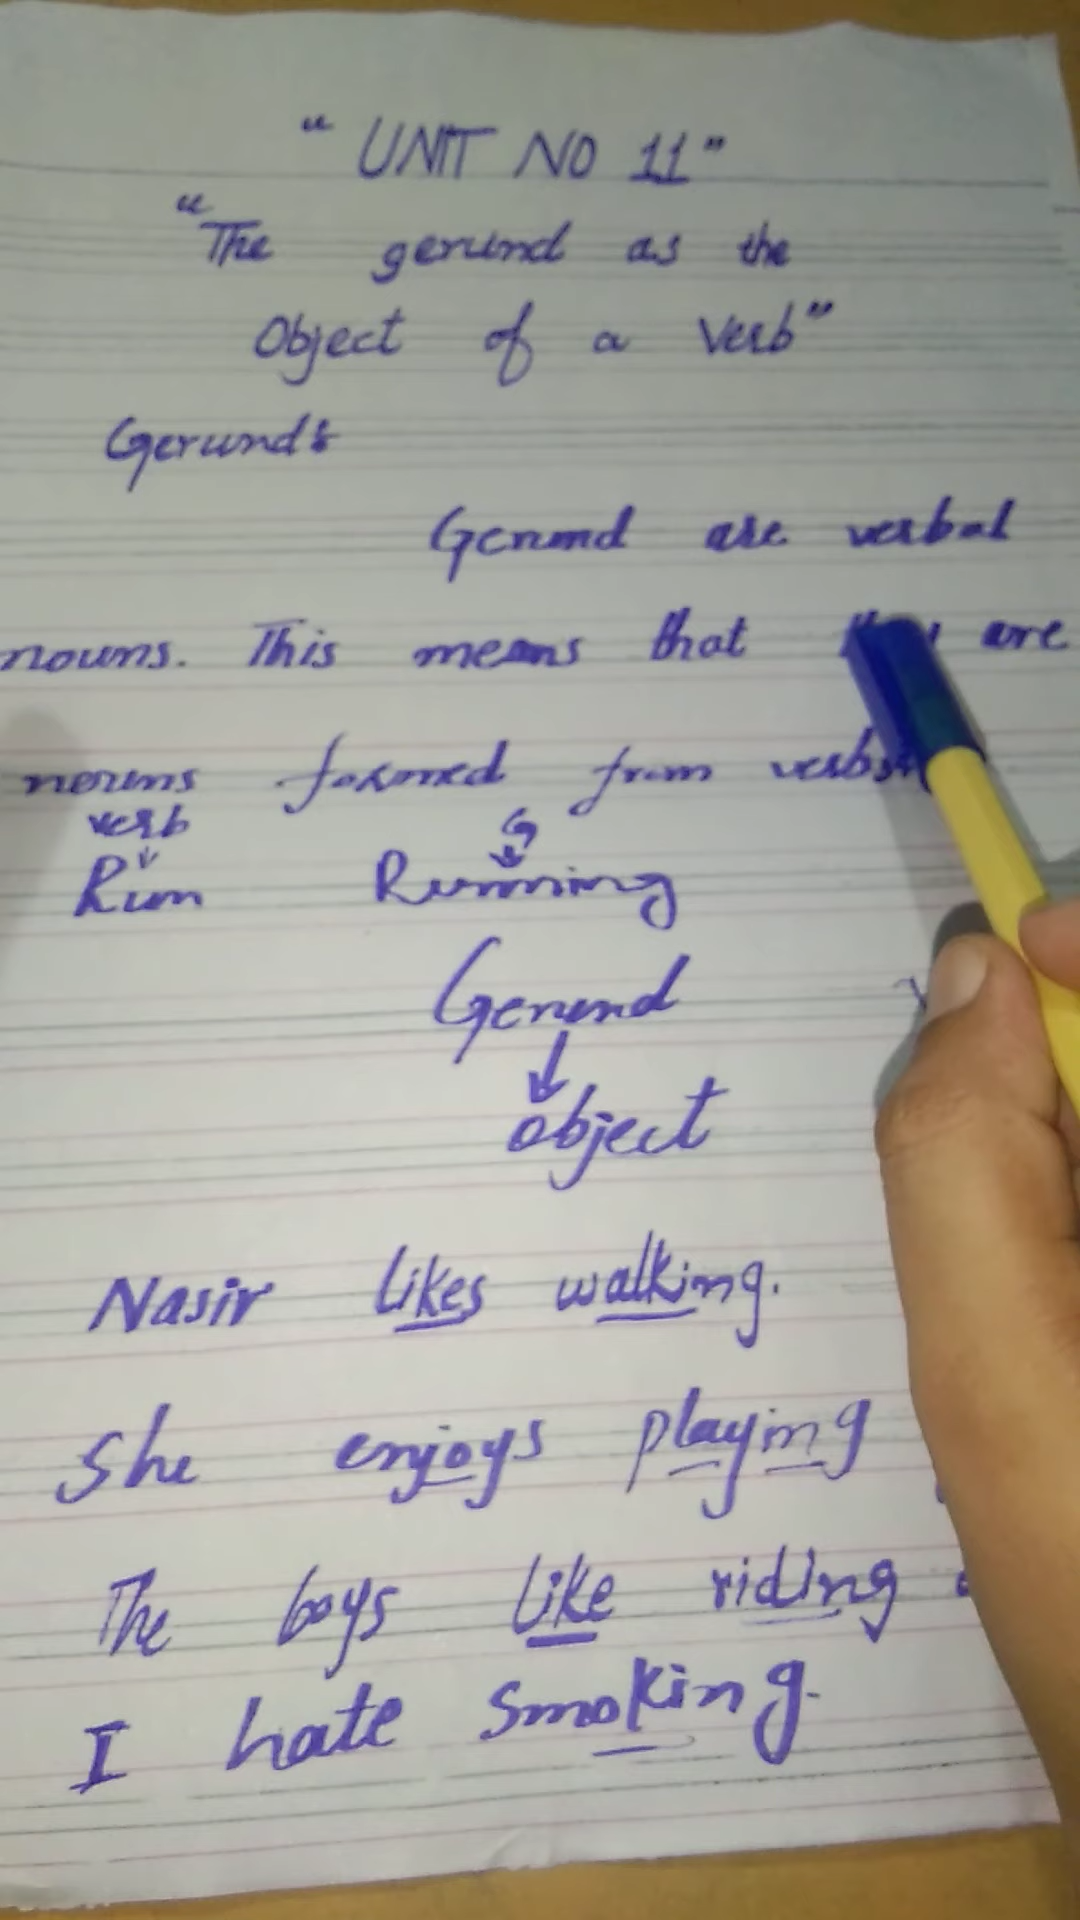 “ UNIT NO 11 ”
“ The gerund as the
Object of a Verb ”
Gerund:
Gerund are verbal
nouns. This means that they are
nouns formed from verbs.
verb G
Run Running
Gerund
object
Nasir likes walking.
She enjoys playing
The boys like riding
I hate smoking.